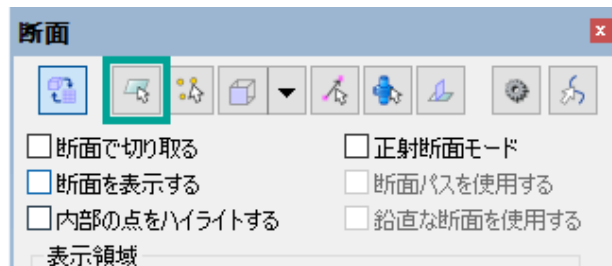 断面
x
断面で切り取る
正射断面モード
断面を表示する
断面パスを使用する
内部の点をハイライトする
鉛直な断面を使用する
表示領域